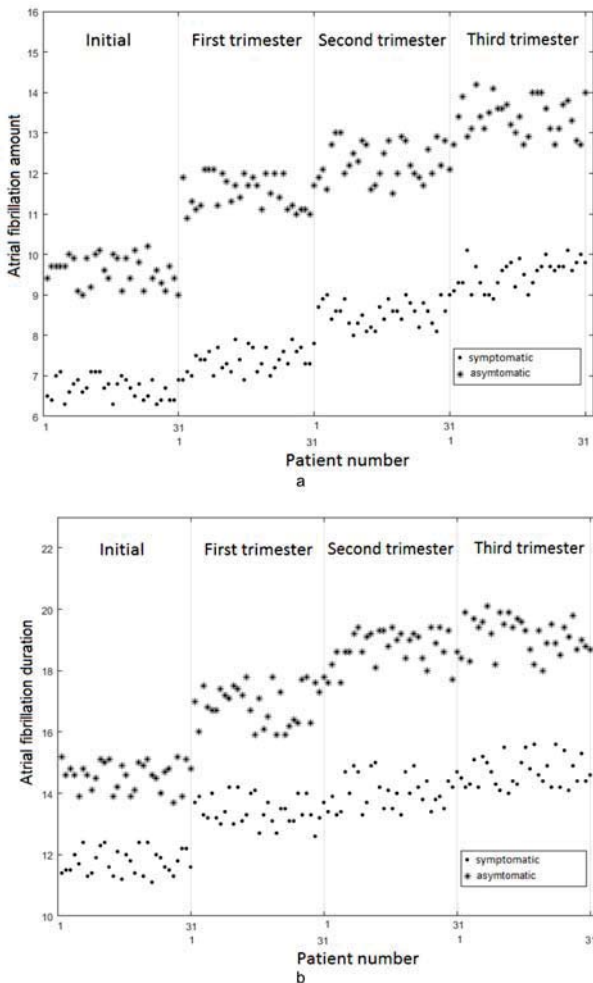 16
15
14
13
12
11
10
9
8
7
6
Atrial fibrillation amount
Initial First trimester Second trimester Third trimester
symptomatic
asymtomatic
1 31 1 31
1 31 1 31
Patient number
a
22
20
18
16
14
12
10
Atrial fibrillation duration
Initial First trimester Second trimester Third trimester
symptomatic
asymtomatic
1 31 1 31
1 31 1 31
Patient number
b